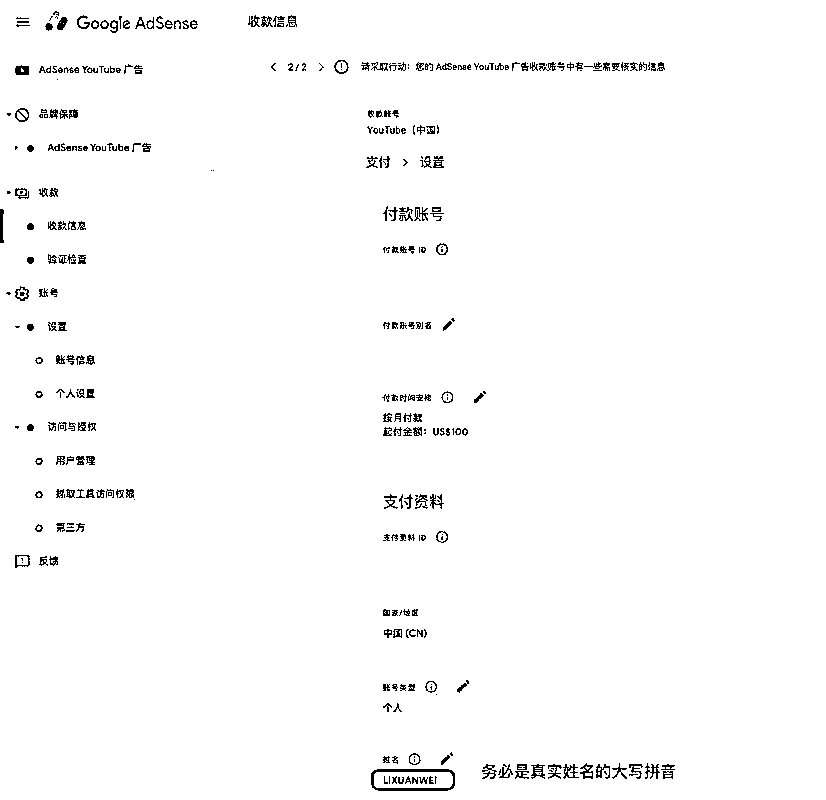 Google AdSense
收款信息
AdSense YouTube 广告
2/2
请采取行动：您的 AdSense YouTube 广告收款账号中有一些需要核实的信息
品牌保障
AdSense YouTube 广告
收款
收款信息
验证检查
账号
设置
账号信息
个人设置
访问与授权
用户管理
抓取工具访问权限
第三方
反馈
收款账号
YouTube（中国）
支付 > 设置
付款账号
付款账号 ID
付款账号别名
付款时间安排
按月付款
起付金额：US$100
支付资料
支付资料 ID
国家/地区
中国 (CN)
账号类型
个人
姓名
LIXUANWEI
务必是真实姓名的大写拼音